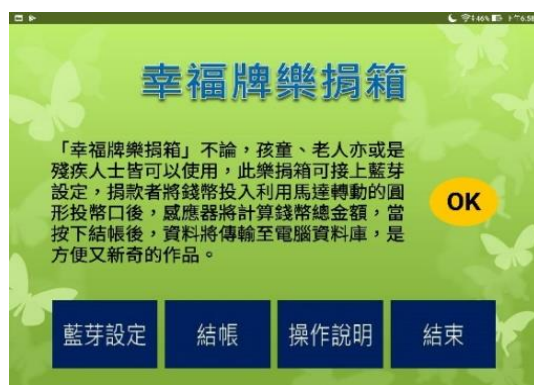 46% 上午6:58
幸福牌樂捐箱
「幸福牌樂捐箱」不論，孩童、老人亦或是
殘疾人士皆可以使用，此樂捐箱可接上藍芽
設定，捐款者將錢幣投入利用馬達轉動的圓
形投幣口後，感應器將計算錢幣總金額，當
按下結帳後，資料將傳輸至電腦資料庫，是
方便又新奇的作品。
OK
藍芽設定 結帳 操作說明 結束